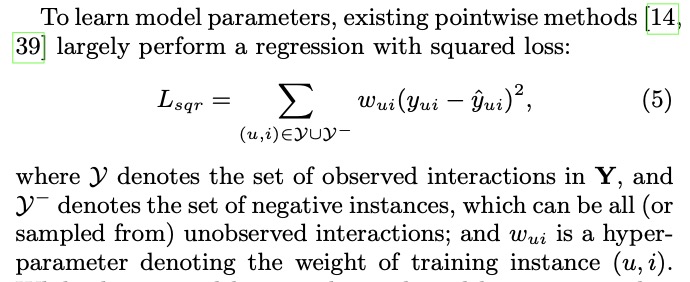 To learn model parameters, existing pointwise methods [14,
39] largely perform a regression with squared loss:
L_{sqr} = \sum_{(u,i)\in\mathcal{Y}\cup\mathcal{Y}^-} w_{ui}(y_{ui} - \hat{y}_{ui})^2, (5)
where 𝒴 denotes the set of observed interactions in Y, and
𝒴⁻ denotes the set of negative instances, which can be all (or
sampled from) unobserved interactions; and w_{ui} is a hyper-
parameter denoting the weight of training instance (u, i).